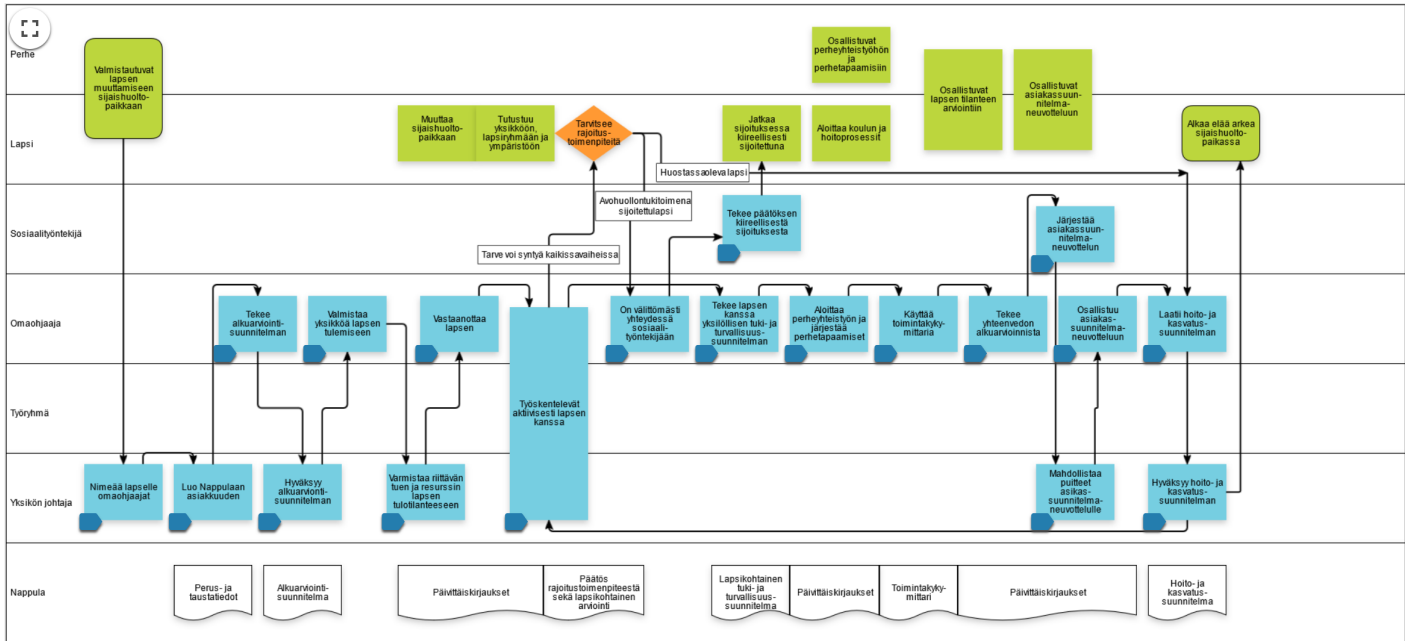 Perhe
Valmistautuvat
lapsen
muuttamiseen
sijaishuolto-
paikkaan
Osallistuvat
perheyhteistyöhön
ja
perhetapaamisiin
Osallistuvat
lapsen tilanteen
arviointiin
Osallistuvat
asiakassuun-
nitelma-
neuvotteluun
Lapsi
Muuttaa
sijaishuolto-
paikkaan
Tutustuu
yksikköön,
lapsiryhmään ja
ympäristöön
Tarvitsee
rajoitus-
toimenpiteitä
Jatkaa
sijoituksessa
kiireellisesti
sijoitettuna
Aloittaa koulun ja
hoitoprosessit
Alkaa elää arkea
sijaishuolto-
paikassa
Huostassaoleva lapsi
Avohuollontukitoimena
sijoitettulapsi
Tarve voi syntyä kaikissavaiheissa
Sosiaalityöntekijä
Tekee päätöksen
kiireellisestä
sijoituksesta
Järjestää
asiakassuun-
nitelma-
neuvottelun
Omaohjaaja
Tekee
alkuarviointi-
suunnitelman
Valmistaa
yksikköä lapsen
tulemiseen
Vastaanottaa
lapsen
On välittömästi
yhteydessä
sosiaali-
työntekijään
Tekee lapsen
kanssa
yksilöllisen tuki- ja
turvallisuus-
suunnitelman
Aloittaa
perheyhteistyön ja
järjestää
perhetapaamiset
Käyttää
toimintakyky-
mittaria
Tekee
yhteenvedon
alkuarvioinnista
Osallistuu
asiakas-
suunnitelma-
neuvotteluun
Laatii hoito- ja
kasvatus-
suunnitelman
Työryhmä
Työskentelevät
aktiivisesti lapsen
kanssa
Yksikön johtaja
Nimeää lapselle
omaohjaajat
Luo Nappulaan
asiakkuuden
Hyväksyy
alkuarvionti-
suunnitelman
Varmistaa riittävän
tuen ja resurssin
lapsen
tulotilanteeseen
Mahdollistaa
puitteet
asikas-
suunnitelma-
neuvottelulle
Hyväksyy hoito- ja
kasvatus-
suunnitelman
Nappula
Perus- ja
taustatiedot
Alkuarviointi-
suunnitelma
Päivittäiskirjaukset
Päätös
rajoitustoimenpiteestä
sekä lapsikohtainen
arviointi
Lapsikohtainen
tuki- ja
turvallisuus-
suunnitelma
Päivittäiskirjaukset
Toimintakyky-
mittari
Päivittäiskirjaukset
Hoito- ja
kasvatus-
suunnitelma